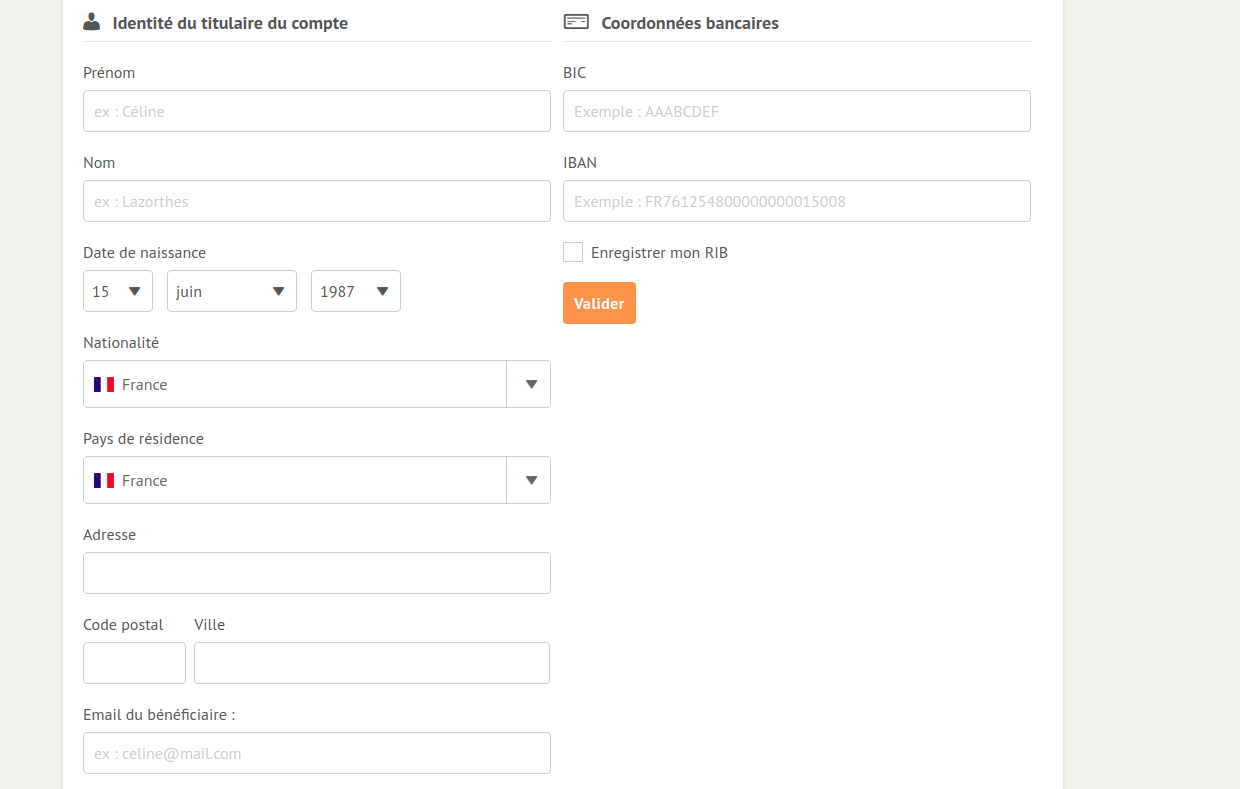 Identité du titulaire du compte
Prénom
ex : Céline
Nom
ex : Lazorthes
Date de naissance
15 juin 1987
Nationalité
France
Pays de résidence
France
Adresse
Code postal Ville
Email du bénéficiaire :
ex : celine@mail.com
Coordonnées bancaires
BIC
Exemple : AAABCDEF
IBAN
Exemple : FR761254800000000015008
Enregistrer mon RIB
Valider